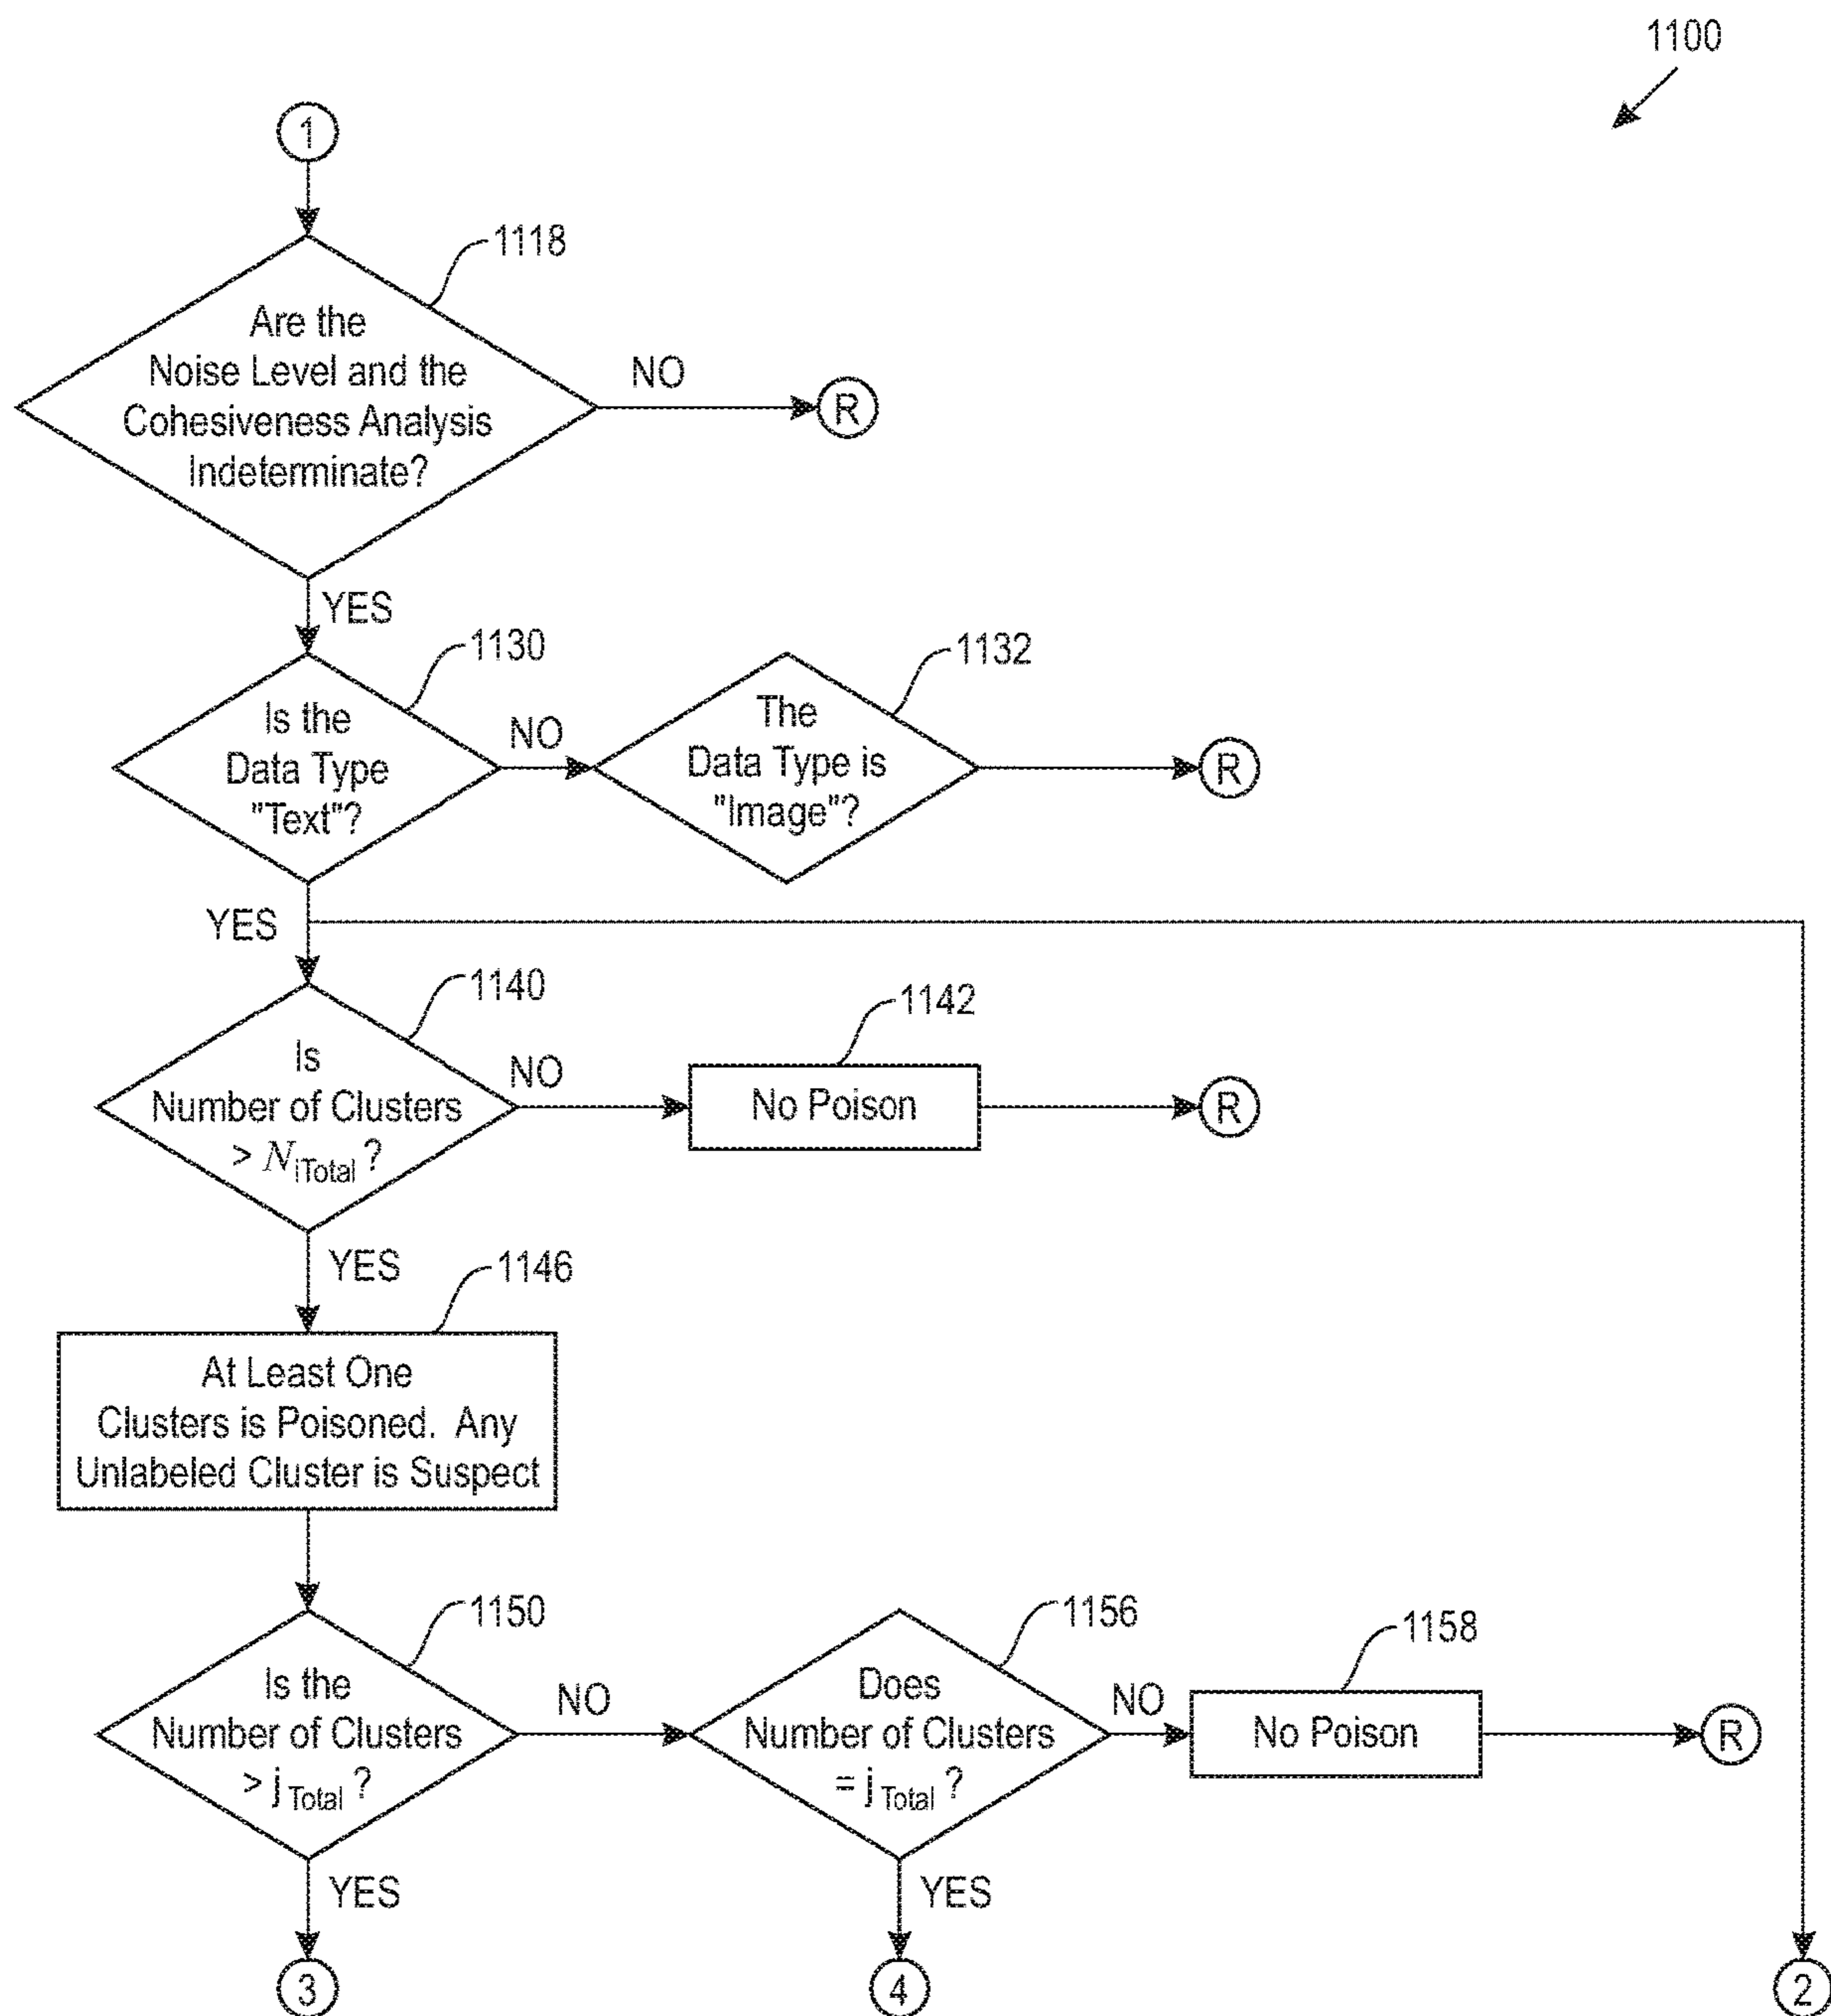 1100
1
1118
Are the
Noise Level and the
Cohesiveness Analysis
Indeterminate?
NO
R
YES
1130
Is the
Data Type
"Text"?
NO
1132
The
Data Type is
"Image"?
R
YES
1140
Is
Number of Clusters
> NiTotal ?
NO
1142
No Poison
R
YES
1146
At Least One
Clusters is Poisoned. Any
Unlabeled Cluster is Suspect
1150
Is the
Number of Clusters
> j Total ?
NO
1156
Does
Number of Clusters
= j Total ?
NO
1158
No Poison
R
YES
YES
3
4
2